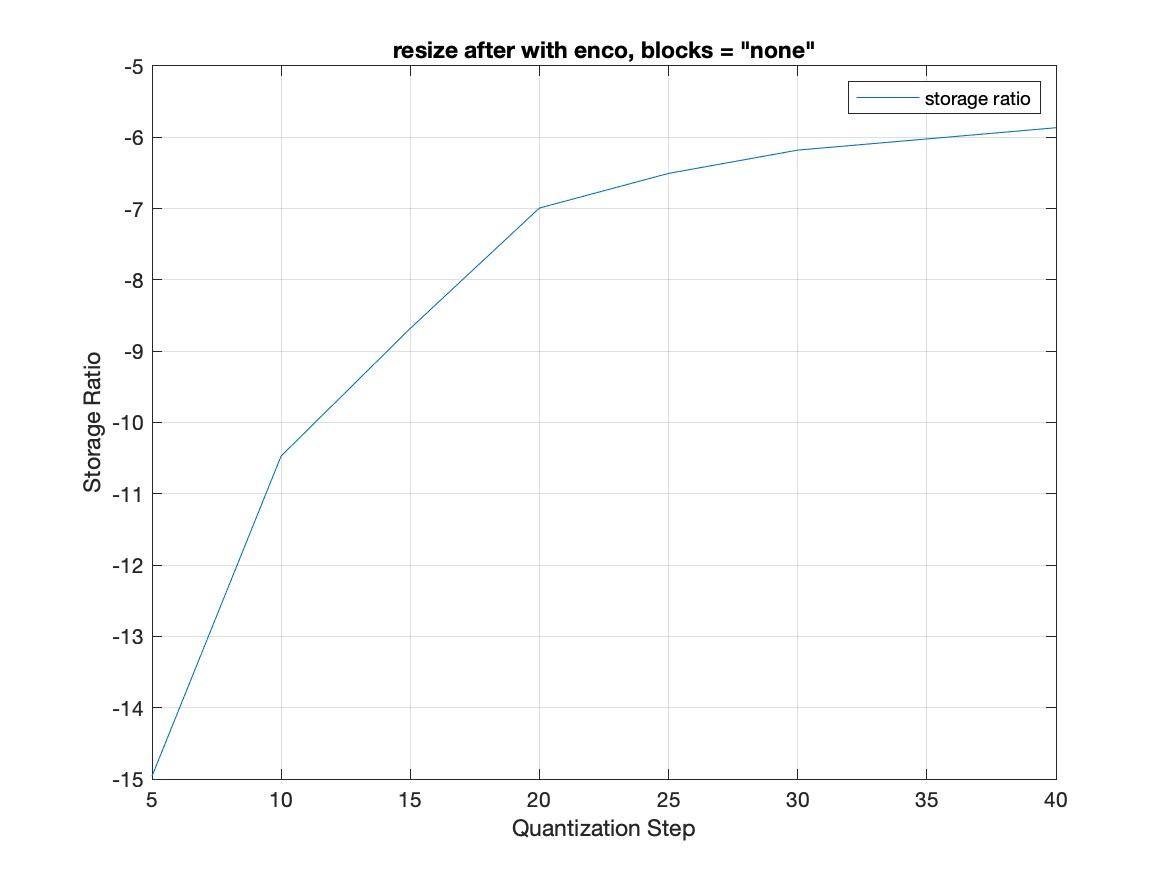 resize after with enco, blocks = "none"
storage ratio
-5
-6
-7
-8
-9
-10
-11
-12
-13
-14
-15
Storage Ratio
5 10 15 20 25 30 35 40
Quantization Step